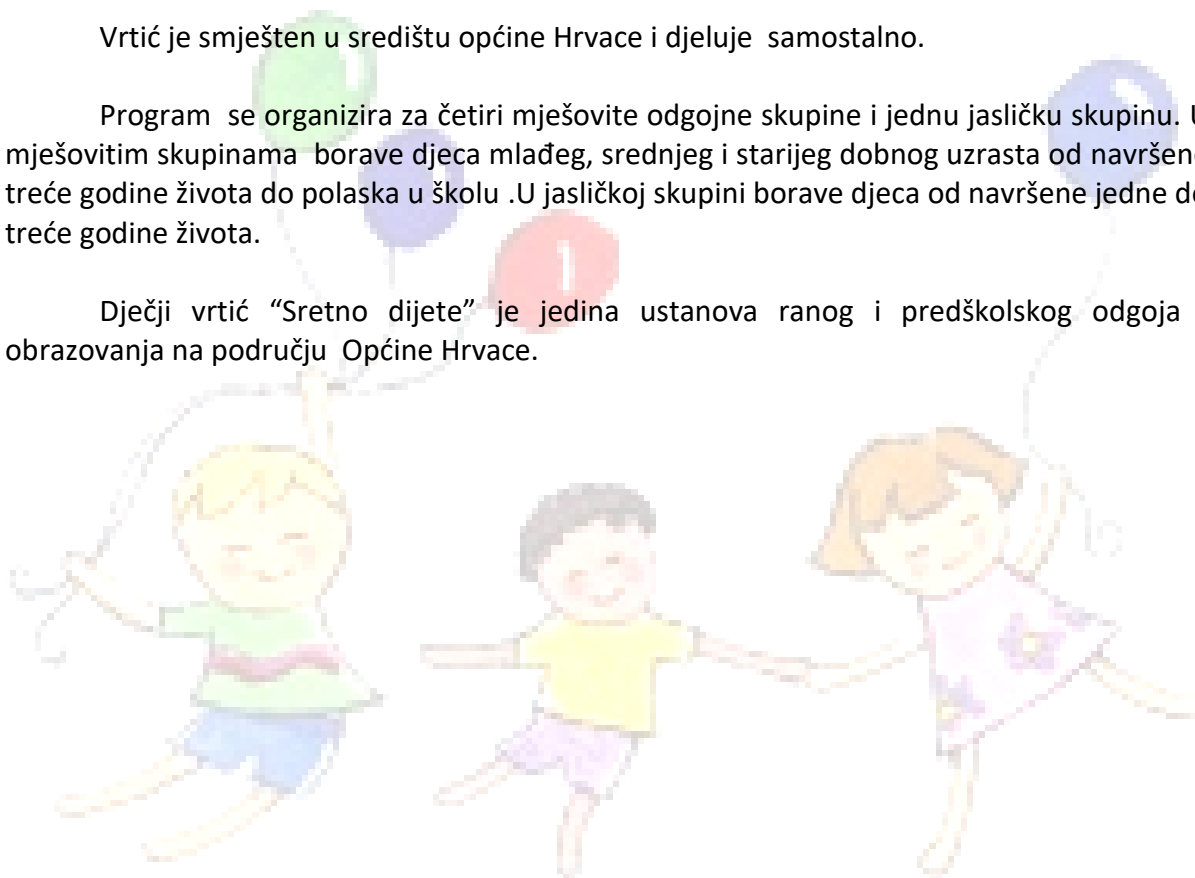 Vrtić je smješten u središtu općine Hrvace i djeluje  samostalno.
Program  se organizira za četiri mješovite odgojne skupine i jednu jasličku skupinu. U
mješovitim skupinama  borave djeca mlađeg, srednjeg i starijeg dobnog uzrasta od navršene
treće godine života do polaska u školu .U jasličkoj skupini borave djeca od navršene jedne do
treće godine života.
Dječji vrtić “Sretno dijete” je jedina ustanova ranog i predškolskog odgoja
obrazovanja na području  Općine Hrvace.